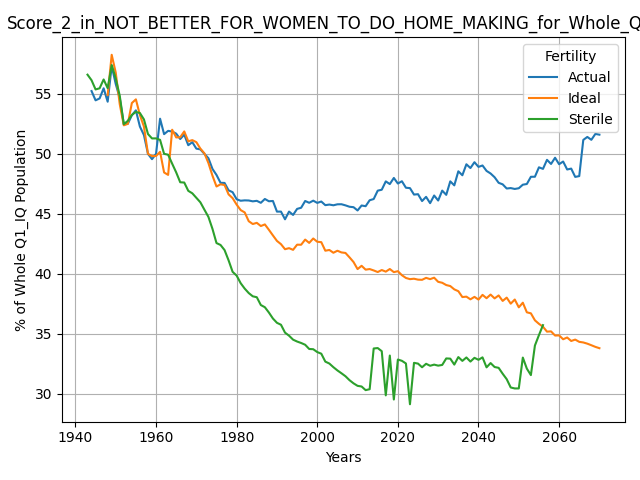 Score_2_in_NOT_BETTER_FOR_WOMEN_TO_DO_HOME_MAKING_for_Whole_Q
Fertility
Actual
Ideal
Sterile
% of Whole Q1_IQ Population
55
50
45
40
35
30
1940 1960 1980 2000 2020 2040 2060
Years